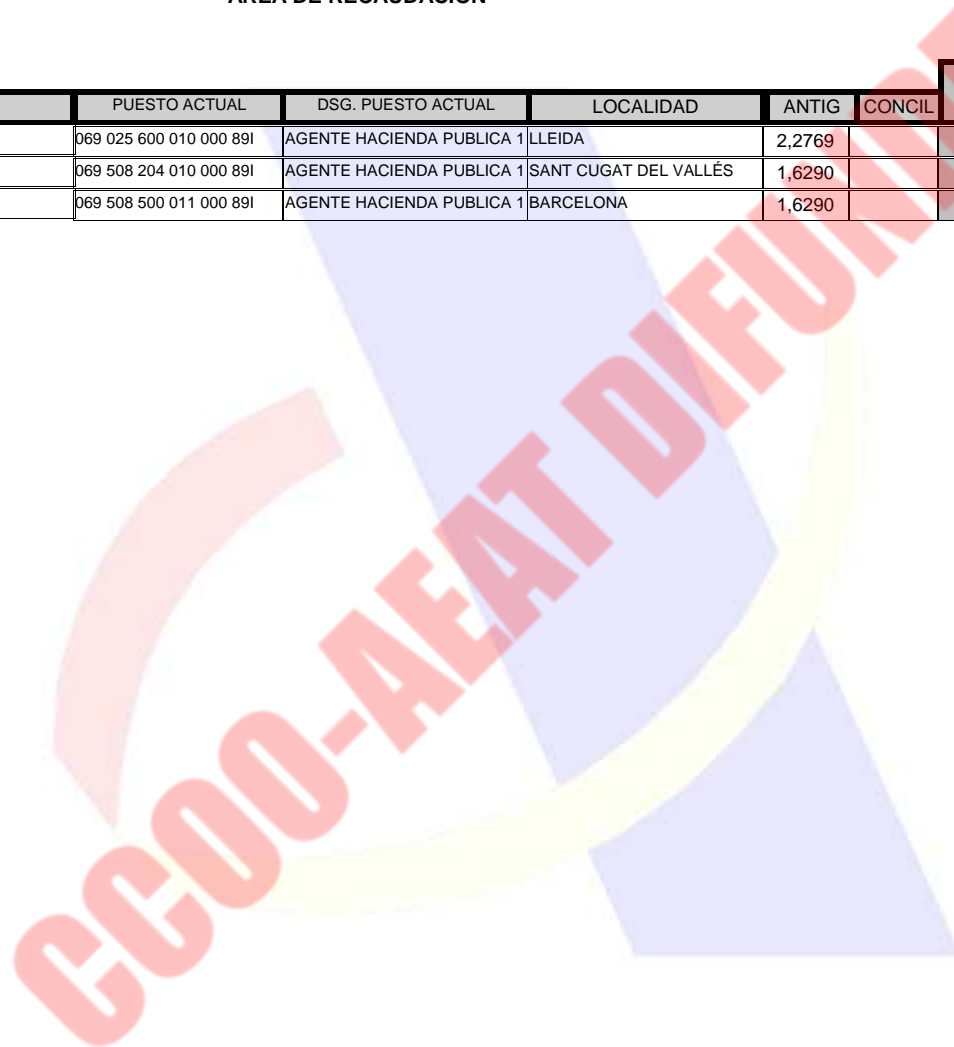 ÁREA DE RECAUDACIÓN
PUESTO ACTUAL DSG. PUESTO ACTUAL LOCALIDAD ANTIG CONCIL
069 025 600 010 000 89I AGENTE HACIENDA PUBLICA 1 LLEIDA 2,2769
069 508 204 010 000 89I AGENTE HACIENDA PUBLICA 1 SANT CUGAT DEL VALLÉS 1,6290
069 508 500 011 000 89I AGENTE HACIENDA PUBLICA 1 BARCELONA 1,6290
CCOO-AEAT